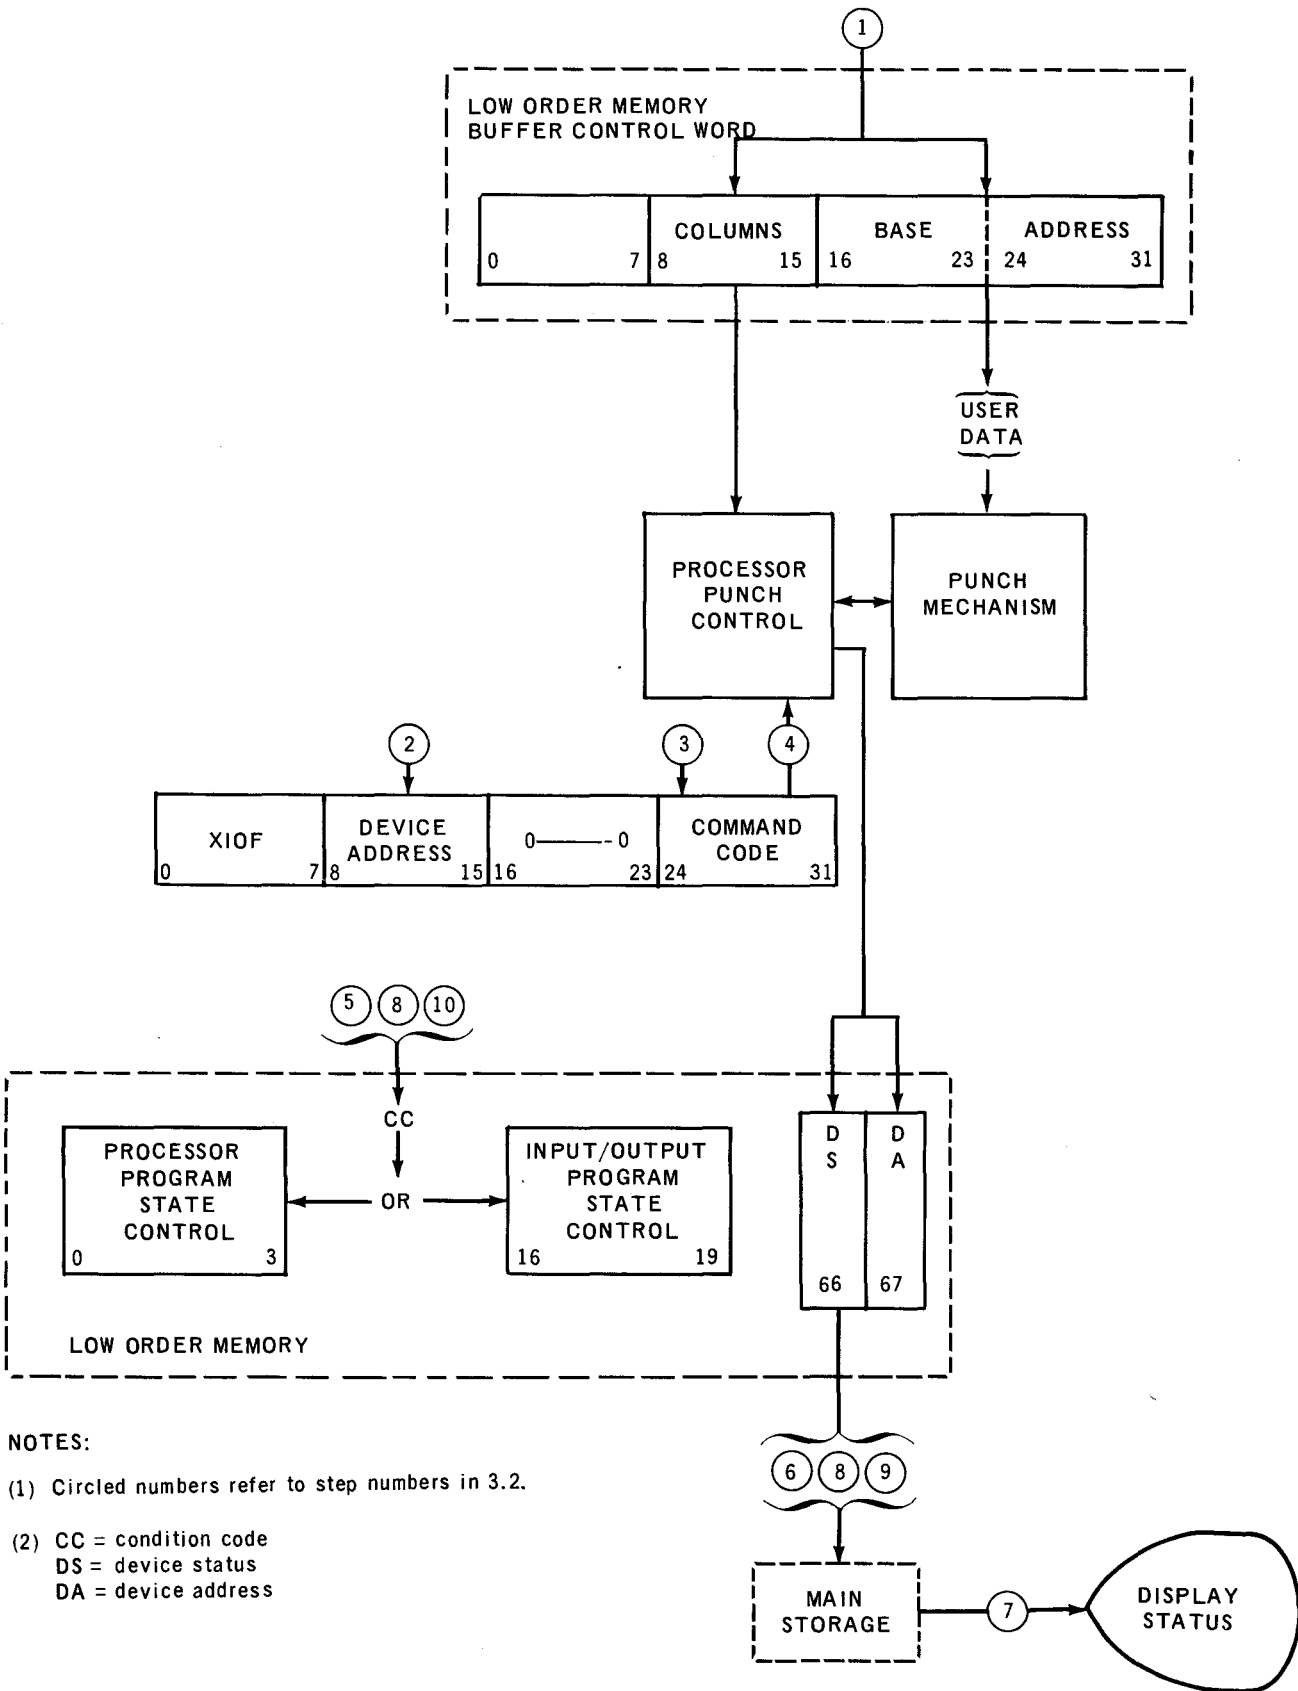 1
LOW ORDER MEMORY
BUFFER CONTROL WORD
COLUMNS BASE ADDRESS
0 7 8 15 16 23 24 31
USER
DATA
PROCESSOR
PUNCH
CONTROL
PUNCH
MECHANISM
2 3 4
XIOF
DEVICE
ADDRESS
0 0
COMMAND
CODE
0 7 8 15 16 23 24 31
5 8 10
CC
OR
PROCESSOR
PROGRAM
STATE
CONTROL
0 3
INPUT/OUTPUT
PROGRAM
STATE
CONTROL
16 19
D
S
66
D
A
67
LOW ORDER MEMORY
6 8 9
MAIN
STORAGE
7
DISPLAY
STATUS
NOTES:
(1) Circled numbers refer to step numbers in 3.2.
(2) CC = condition code
DS = device status
DA = device address